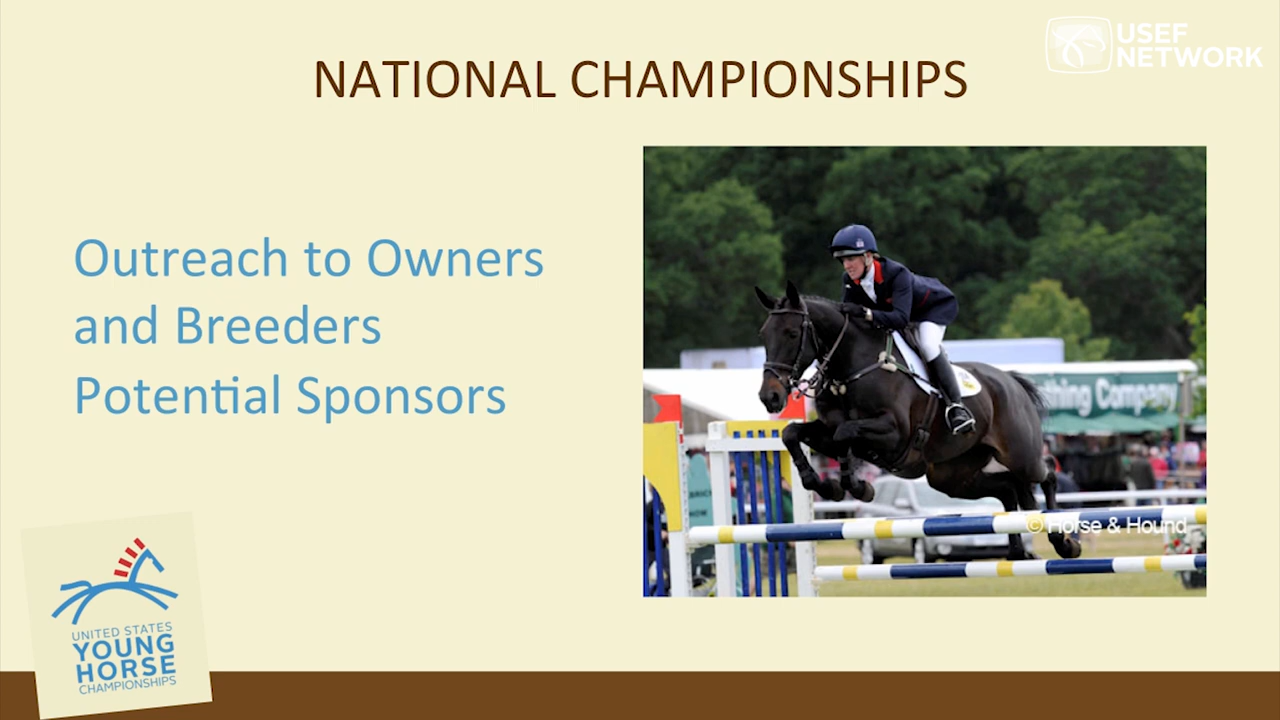 USEF
NETWORK
NATIONAL CHAMPIONSHIPS
Outreach to Owners
and Breeders
Potential Sponsors
thing Company
© Horse & Hound
UNITED STATES
YOUNG
HORSE
CHAMPIONSHIPS